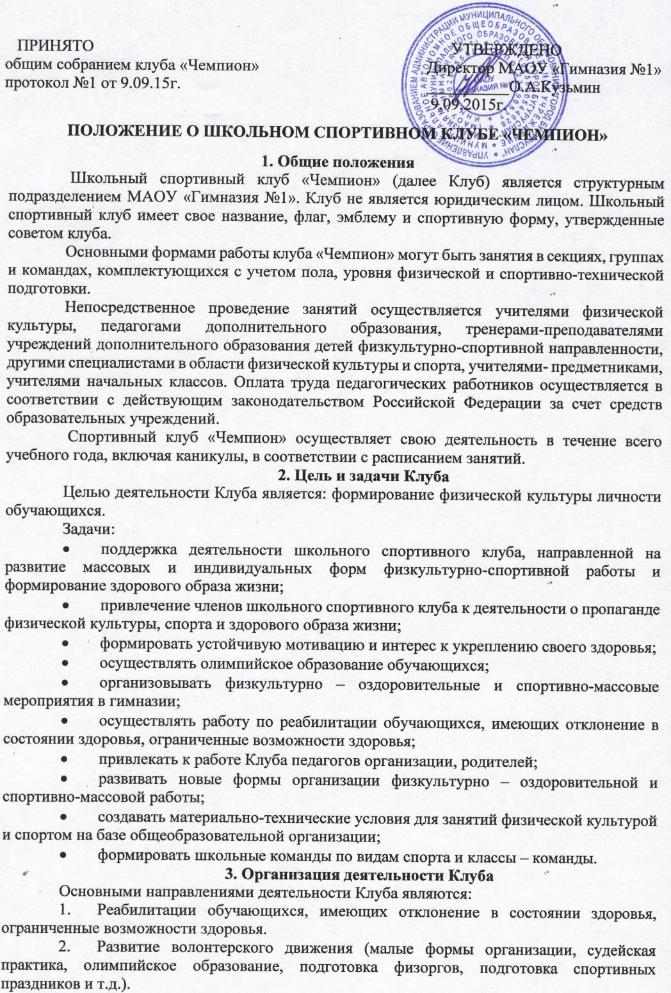 ПРИНЯТО
общим собранием клуба «Чемпион»
протокол №1 от 9.09.15г.
УТВЕРЖДЕНО
Директор МАОУ «Гимназия №1»
О.А.Кузьмин
9.09.2015г.
ПОЛОЖЕНИЕ О ШКОЛЬНОМ СПОРТИВНОМ КЛУБЕ «ЧЕМПИОН»
1. Общие положения
Школьный спортивный клуб «Чемпион» (далее Клуб) является структурным
подразделением МАОУ «Гимназия №1». Клуб не является юридическим лицом. Школьный
спортивный клуб имеет свое название, флаг, эмблему и спортивную форму, утвержденные
советом клуба.
Основными формами работы клуба «Чемпион» могут быть занятия в секциях, группах
и командах, комплектующихся с учетом пола, уровня физической и спортивно-технической
подготовки.
Непосредственное проведение занятий осуществляется учителями физической
культуры, педагогами дополнительного образования, тренерами-преподавателями
учреждений дополнительного образования детей физкультурно-спортивной направленности,
другими специалистами в области физической культуры и спорта, учителями- предметниками,
учителями начальных классов. Оплата труда педагогических работников осуществляется в
соответствии с действующим законодательством Российской Федерации за счет средств
образовательных учреждений.
Спортивный клуб «Чемпион» осуществляет свою деятельность в течение всего
учебного года, включая каникулы, в соответствии с расписанием занятий.
2. Цель и задачи Клуба
Целью деятельности Клуба является: формирование физической культуры личности
обучающихся.
Задачи:
• поддержка деятельности школьного спортивного клуба, направленной на
развитие массовых и индивидуальных форм физкультурно-спортивной работы и
формирование здорового образа жизни;
• привлечение членов школьного спортивного клуба к деятельности о пропаганде
физической культуры, спорта и здорового образа жизни;
• формировать устойчивую мотивацию и интерес к укреплению своего здоровья;
• осуществлять олимпийское образование обучающихся;
• организовывать физкультурно – оздоровительные и спортивно-массовые
мероприятия в гимназии;
• осуществлять работу по реабилитации обучающихся, имеющих отклонение в
состоянии здоровья, ограниченные возможности здоровья;
• привлекать к работе Клуба педагогов организации, родителей;
• развивать новые формы организации физкультурно – оздоровительной и
спортивно-массовой работы;
• создавать материально-технические условия для занятий физической культурой
и спортом на базе общеобразовательной организации;
• формировать школьные команды по видам спорта и классы – команды.
3. Организация деятельности Клуба
Основными направлениями деятельности Клуба являются:
1. Реабилитации обучающихся, имеющих отклонение в состоянии здоровья,
ограниченные возможности здоровья.
2. Развитие волонтерского движения (малые формы организации, судейская
практика, олимпийское образование, подготовка физоргов, подготовка спортивных
праздников и т.д.).